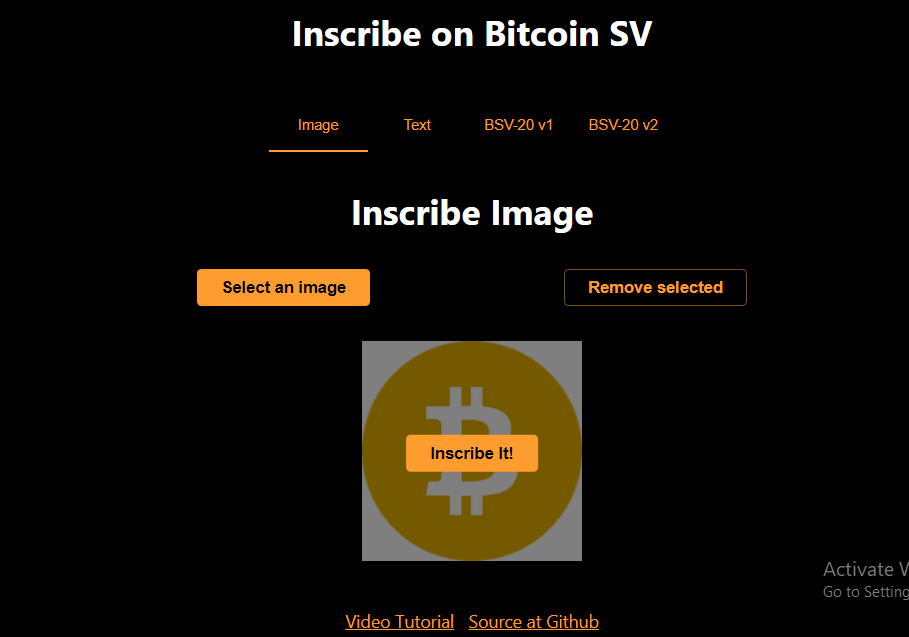 Inscribe on Bitcoin SV
Image Text BSV-20 v1 BSV-20 v2
Inscribe Image
Select an image Remove selected
Inscribe It!
Activate
Go to Setting
Video Tutorial Source at Github